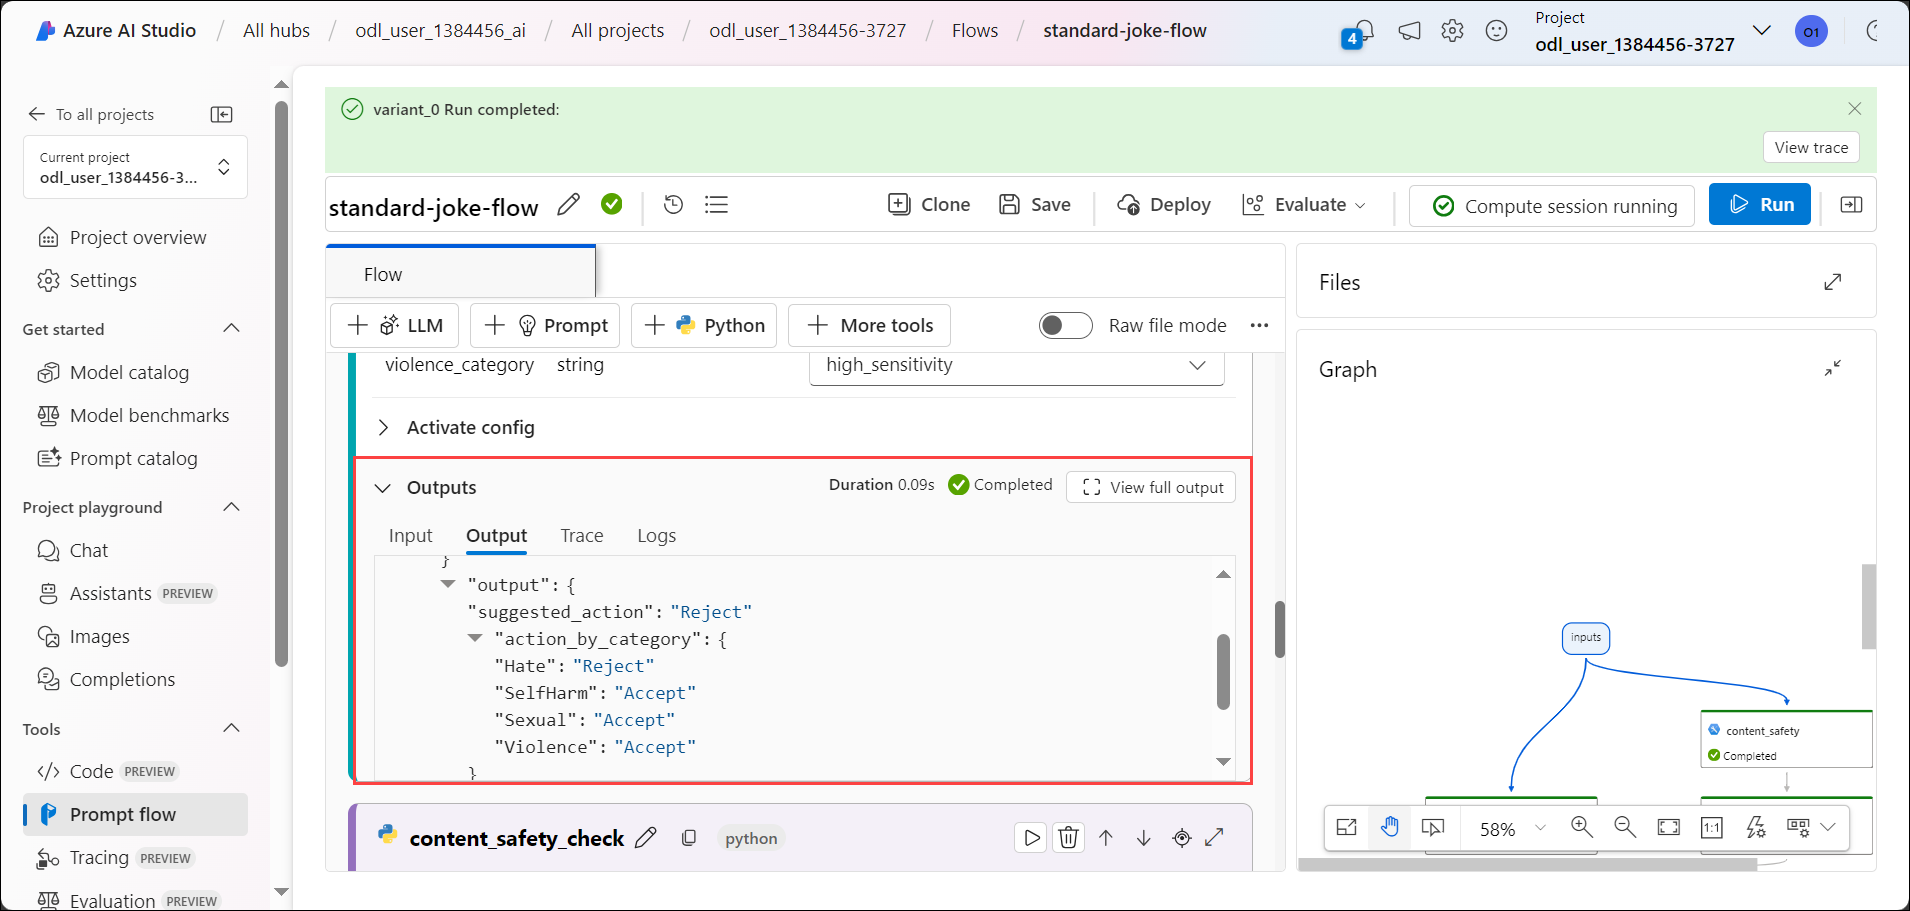 Azure AI Studio / All hubs / odl_user_1384456_ai / All projects / odl_user_1384456-3727 / Flows / standard-joke-flow
4
Project
odl_user_1384456-3727
O1
To all projects
Current project
odl_user_1384456-3...
Project overview
Settings
Get started
Model catalog
Model benchmarks
Prompt catalog
Project playground
Chat
Assistants PREVIEW
Images
Completions
Tools
Code PREVIEW
Prompt flow
Tracing PREVIEW
Evaluation PREVIEW
variant_0 Run completed:
View trace
standard-joke-flow
Clone
Save
Deploy
Evaluate
Compute session running
Run
Flow
LLM
Prompt
Python
More tools
Raw file mode
violence_category string high_sensitivity
Activate config
Outputs
Duration 0.09s Completed
View full output
Input Output Trace Logs
}
"output": {
"suggested_action": "Reject"
"action_by_category": {
"Hate": "Reject"
"SelfHarm": "Accept"
"Sexual": "Accept"
"Violence": "Accept"
}
content_safety_check
python
Files
Graph
inputs
content_safety
Completed
58%
1:1